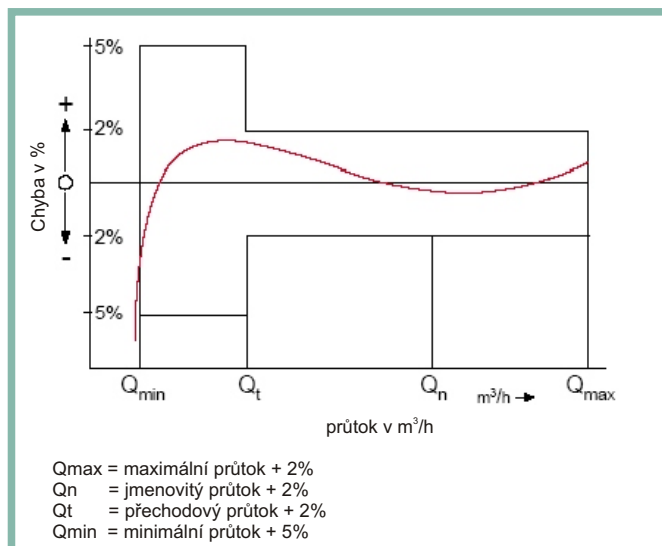 5%
+
2%
Chyba v %
O
2%
-
5%
Qmin Qt Qn m³/h Qmax
průtok v m³/h
Qmax = maximální průtok + 2%
Qn = jmenovitý průtok + 2%
Qt = přechodový průtok + 2%
Qmin = minimální průtok + 5%